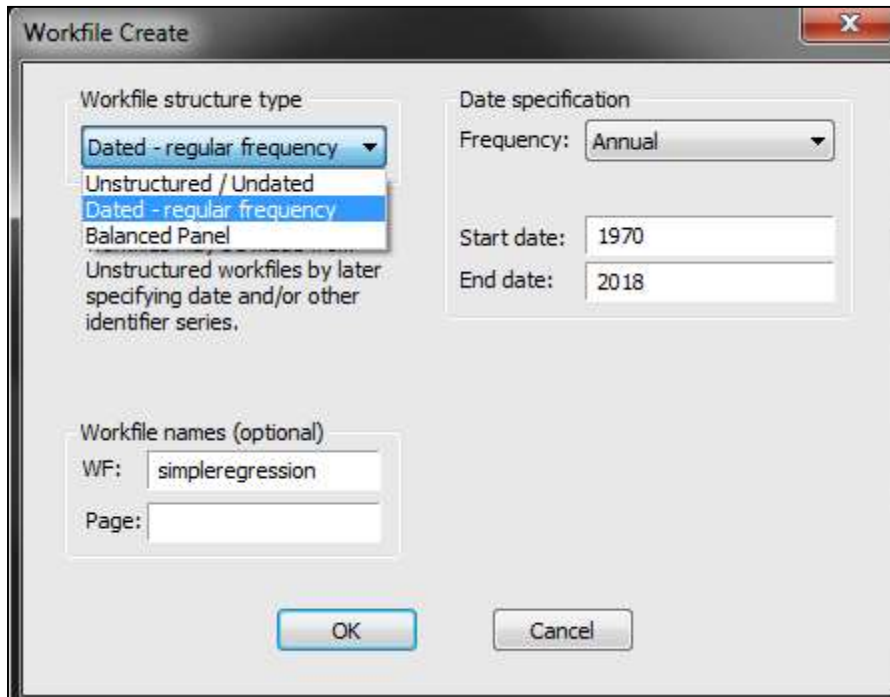 Workfile Create
Workfile structure type
Dated - regular frequency
Unstructured / Undated
Dated - regular frequency
Balanced Panel
Unstructured workfiles by later
specifying date and/or other
identifier series.
Date specification
Frequency: Annual
Start date: 1970
End date: 2018
Workfile names (optional)
WF: simpleregression
Page:
OK
Cancel